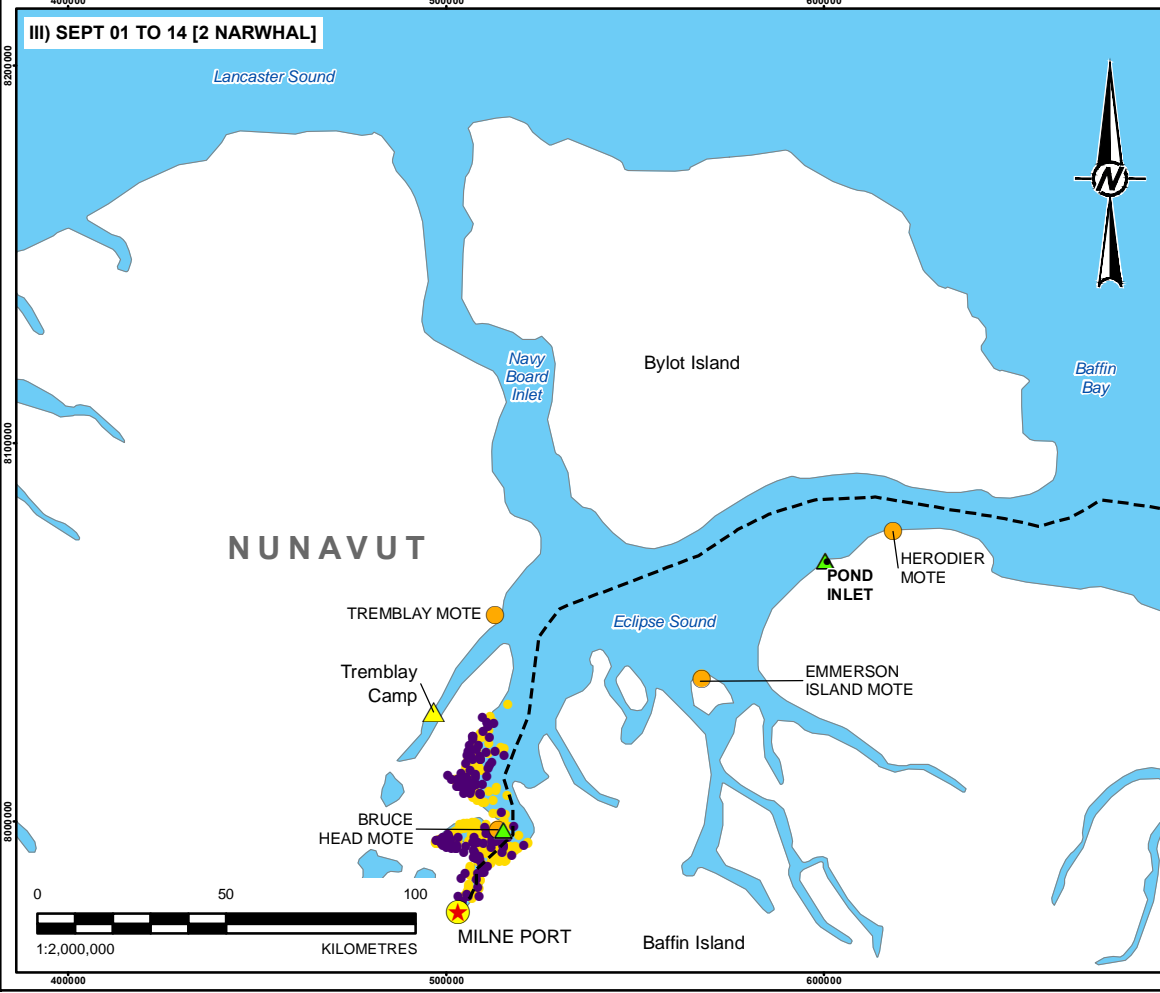 400000
500000
600000
III) SEPT 01 TO 14 [2 NARWHAL]
8200000
Lancaster Sound
N
Navy
Board
Inlet
Bylot Island
Baffin
Bay
8100000
NUNAVUT
HERODIER
MOTE
POND
INLET
TREMBLAY MOTE
Eclipse Sound
Tremblay
Camp
EMMERSON
ISLAND MOTE
BRUCE
HEAD MOTE
8000000
0 50 100
1:2,000,000 KILOMETRES
MILNE PORT
Baffin Island
400000
500000
600000